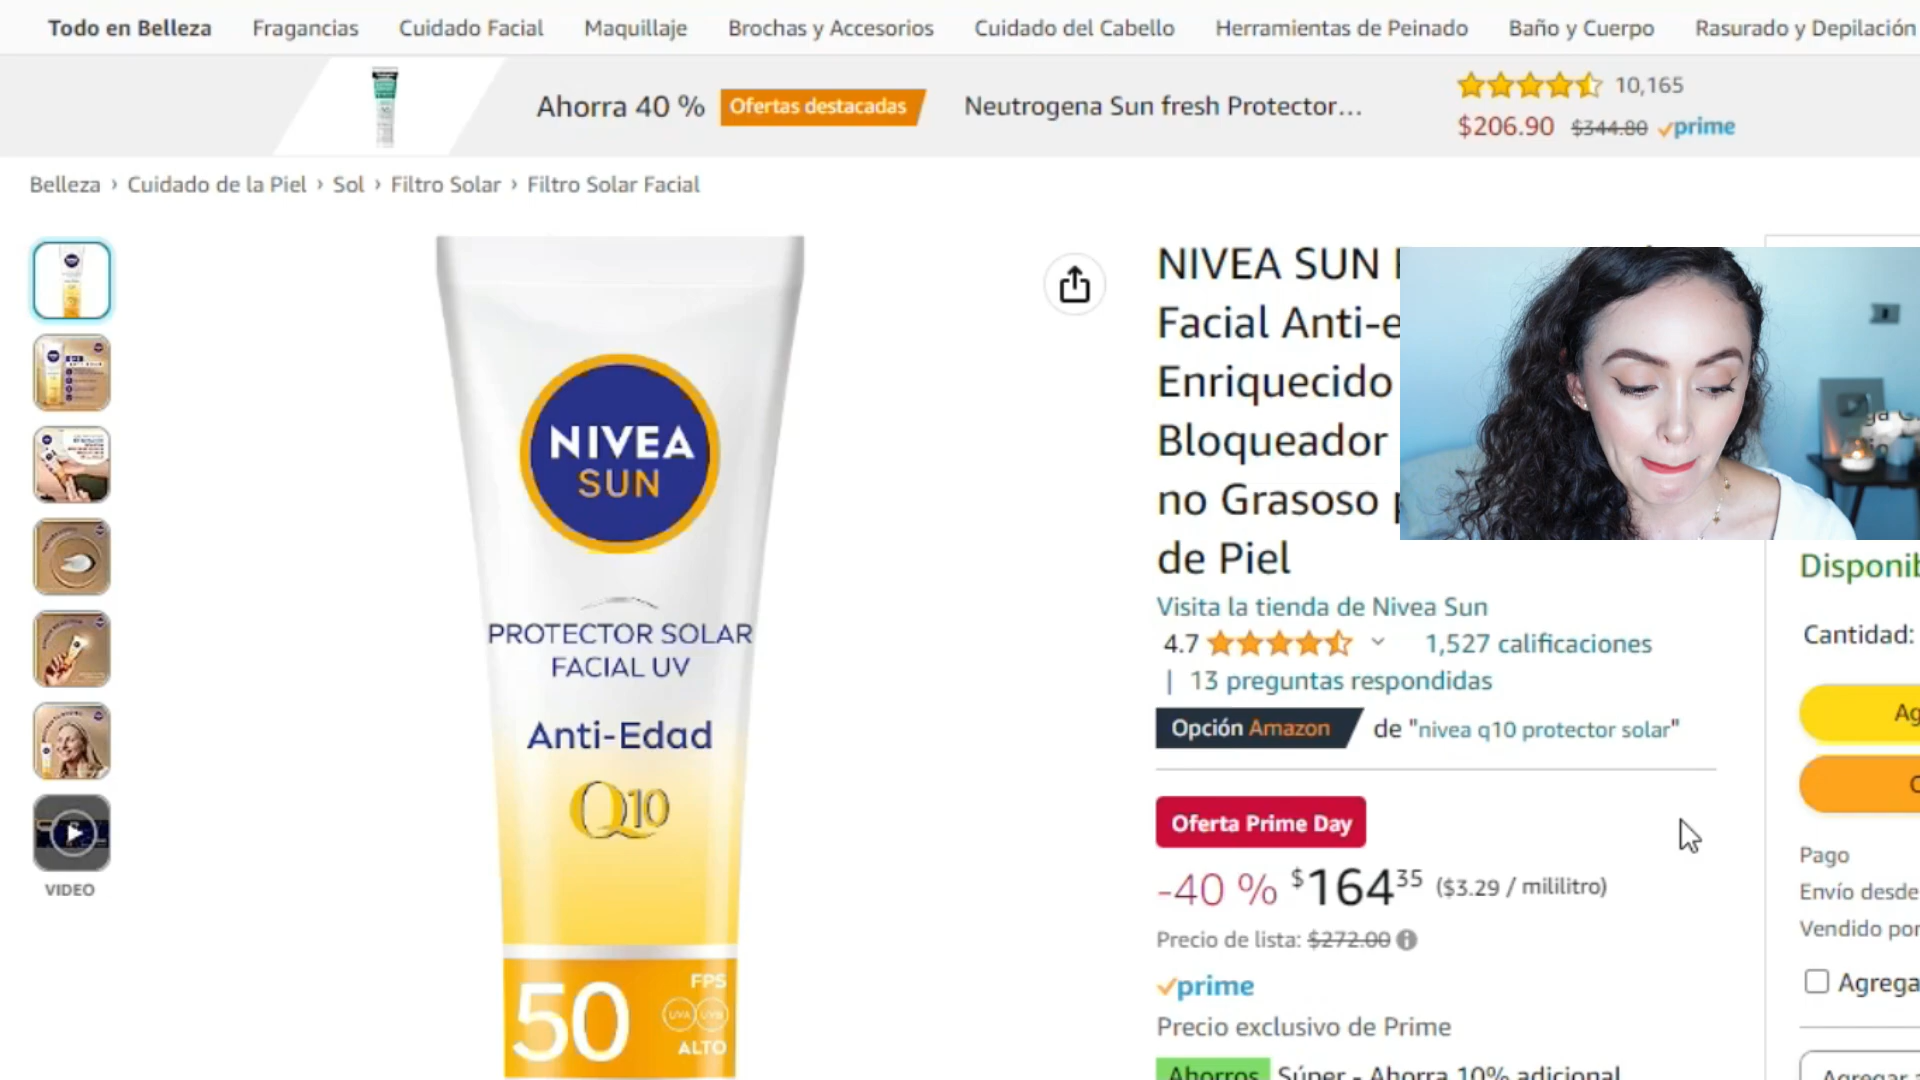 Todo en Belleza Fragancias Cuidado Facial Maquillaje Brochas y Accesorios Cuidado del Cabello Herramientas de Peinado Baño y Cuerpo Rasurado y Depilación
Ahorra 40 % Ofertas destacadas Neutrogena Sun fresh Protector... 10,165
$206.90 $344.80 prime
Belleza › Cuidado de la Piel › Sol › Filtro Solar › Filtro Solar Facial
NIVEA
SUN
PROTECTOR SOLAR
FACIAL UV
Anti-Edad
Q10
50
FPS
UVA UVB
ALTO
VIDEO
NIVEA SUN
Facial Anti-e
Enriquecido
Bloqueador
no Grasoso
de Piel
Visita la tienda de Nivea Sun
4.7 1,527 calificaciones
| 13 preguntas respondidas
Opción Amazon de "nivea q10 protector solar"
Oferta Prime Day
-40 % $164 35 ($3.29 / mililitro)
Precio de lista: $272.00
prime
Precio exclusivo de Prime
Ahorros Súper - Ahorra 10% adicional
Disponib
Cantidad:
Ag
Pago
Envío desde
Vendido por
Agrega